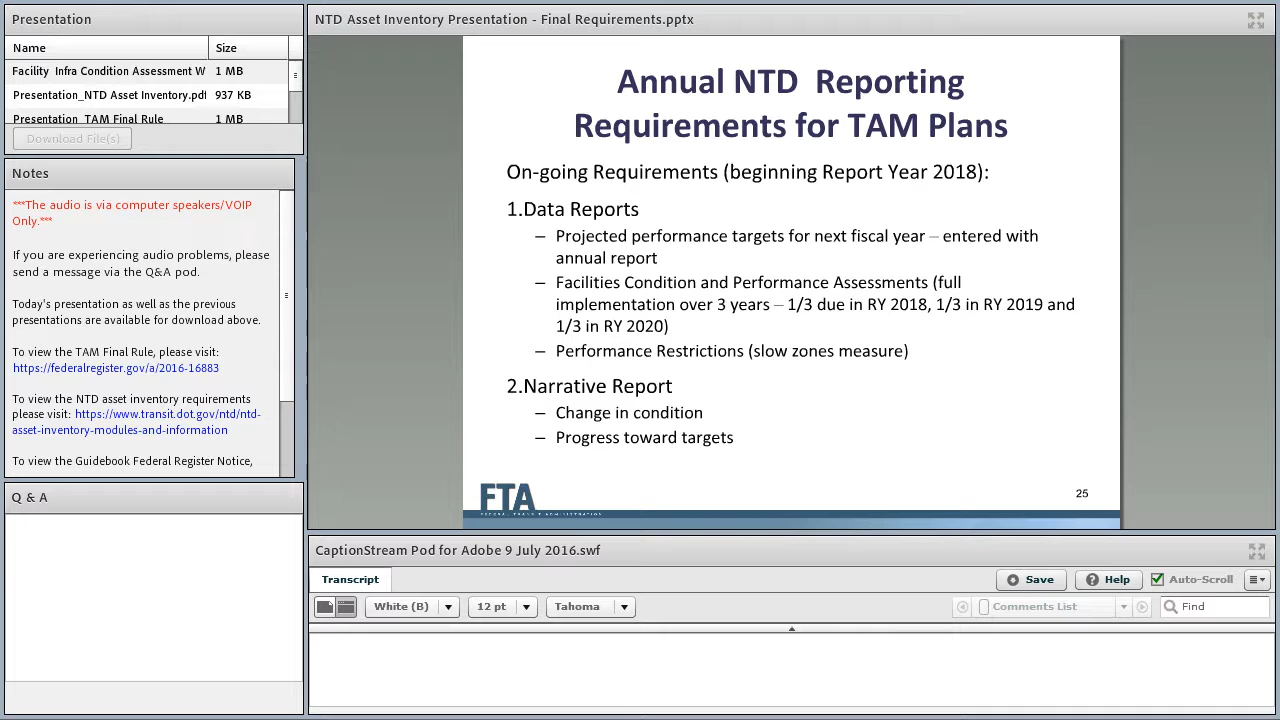 Presentation
Name Size
Facility Infra Condition Assessment W 1 MB
Presentation_NTD Asset Inventory.pdf 937 KB
Presentation TAM Final Rule 1 MB
Download File(s)
Notes
***The audio is via computer speakers/VOIP
Only.***
If you are experiencing audio problems, please
send a message via the Q&A pod.
Today's presentation as well as the previous
presentations are available for download above.
To view the TAM Final Rule, please visit:
https://federalregister.gov/a/2016-16883
To view the NTD asset inventory requirements
please visit: https://www.transit.dot.gov/ntd/ntd-
asset-inventory-modules-and-information
To view the Guidebook Federal Register Notice,
Q & A
NTD Asset Inventory Presentation - Final Requirements.pptx
Annual NTD Reporting
Requirements for TAM Plans
On-going Requirements (beginning Report Year 2018):
1.Data Reports
– Projected performance targets for next fiscal year – entered with
annual report
– Facilities Condition and Performance Assessments (full
implementation over 3 years – 1/3 due in RY 2018, 1/3 in RY 2019 and
1/3 in RY 2020)
– Performance Restrictions (slow zones measure)
2.Narrative Report
– Change in condition
– Progress toward targets
FTA
FEDERAL TRANSIT ADMINISTRATION
25
CaptionStream Pod for Adobe 9 July 2016.swf
Transcript
Save
Help
Auto-Scroll
White (B)
12 pt
Tahoma
Comments List
Find